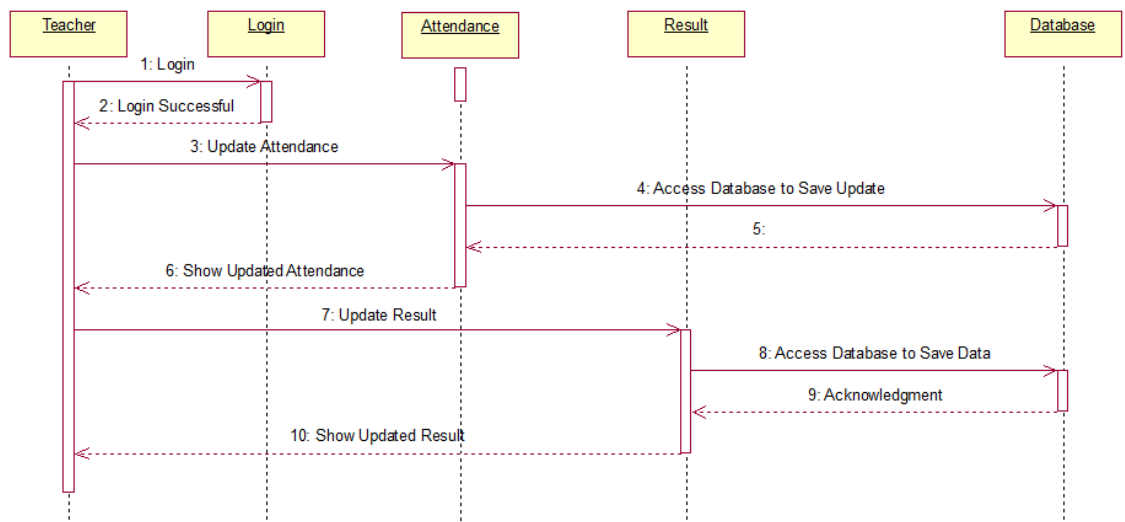 Teacher
Login
Attendance
Result
Database
1: Login
2: Login Successful
3: Update Attendance
4: Access Database to Save Update
5:
6: Show Updated Attendance
7: Update Result
8: Access Database to Save Data
9: Acknowledgment
10: Show Updated Result